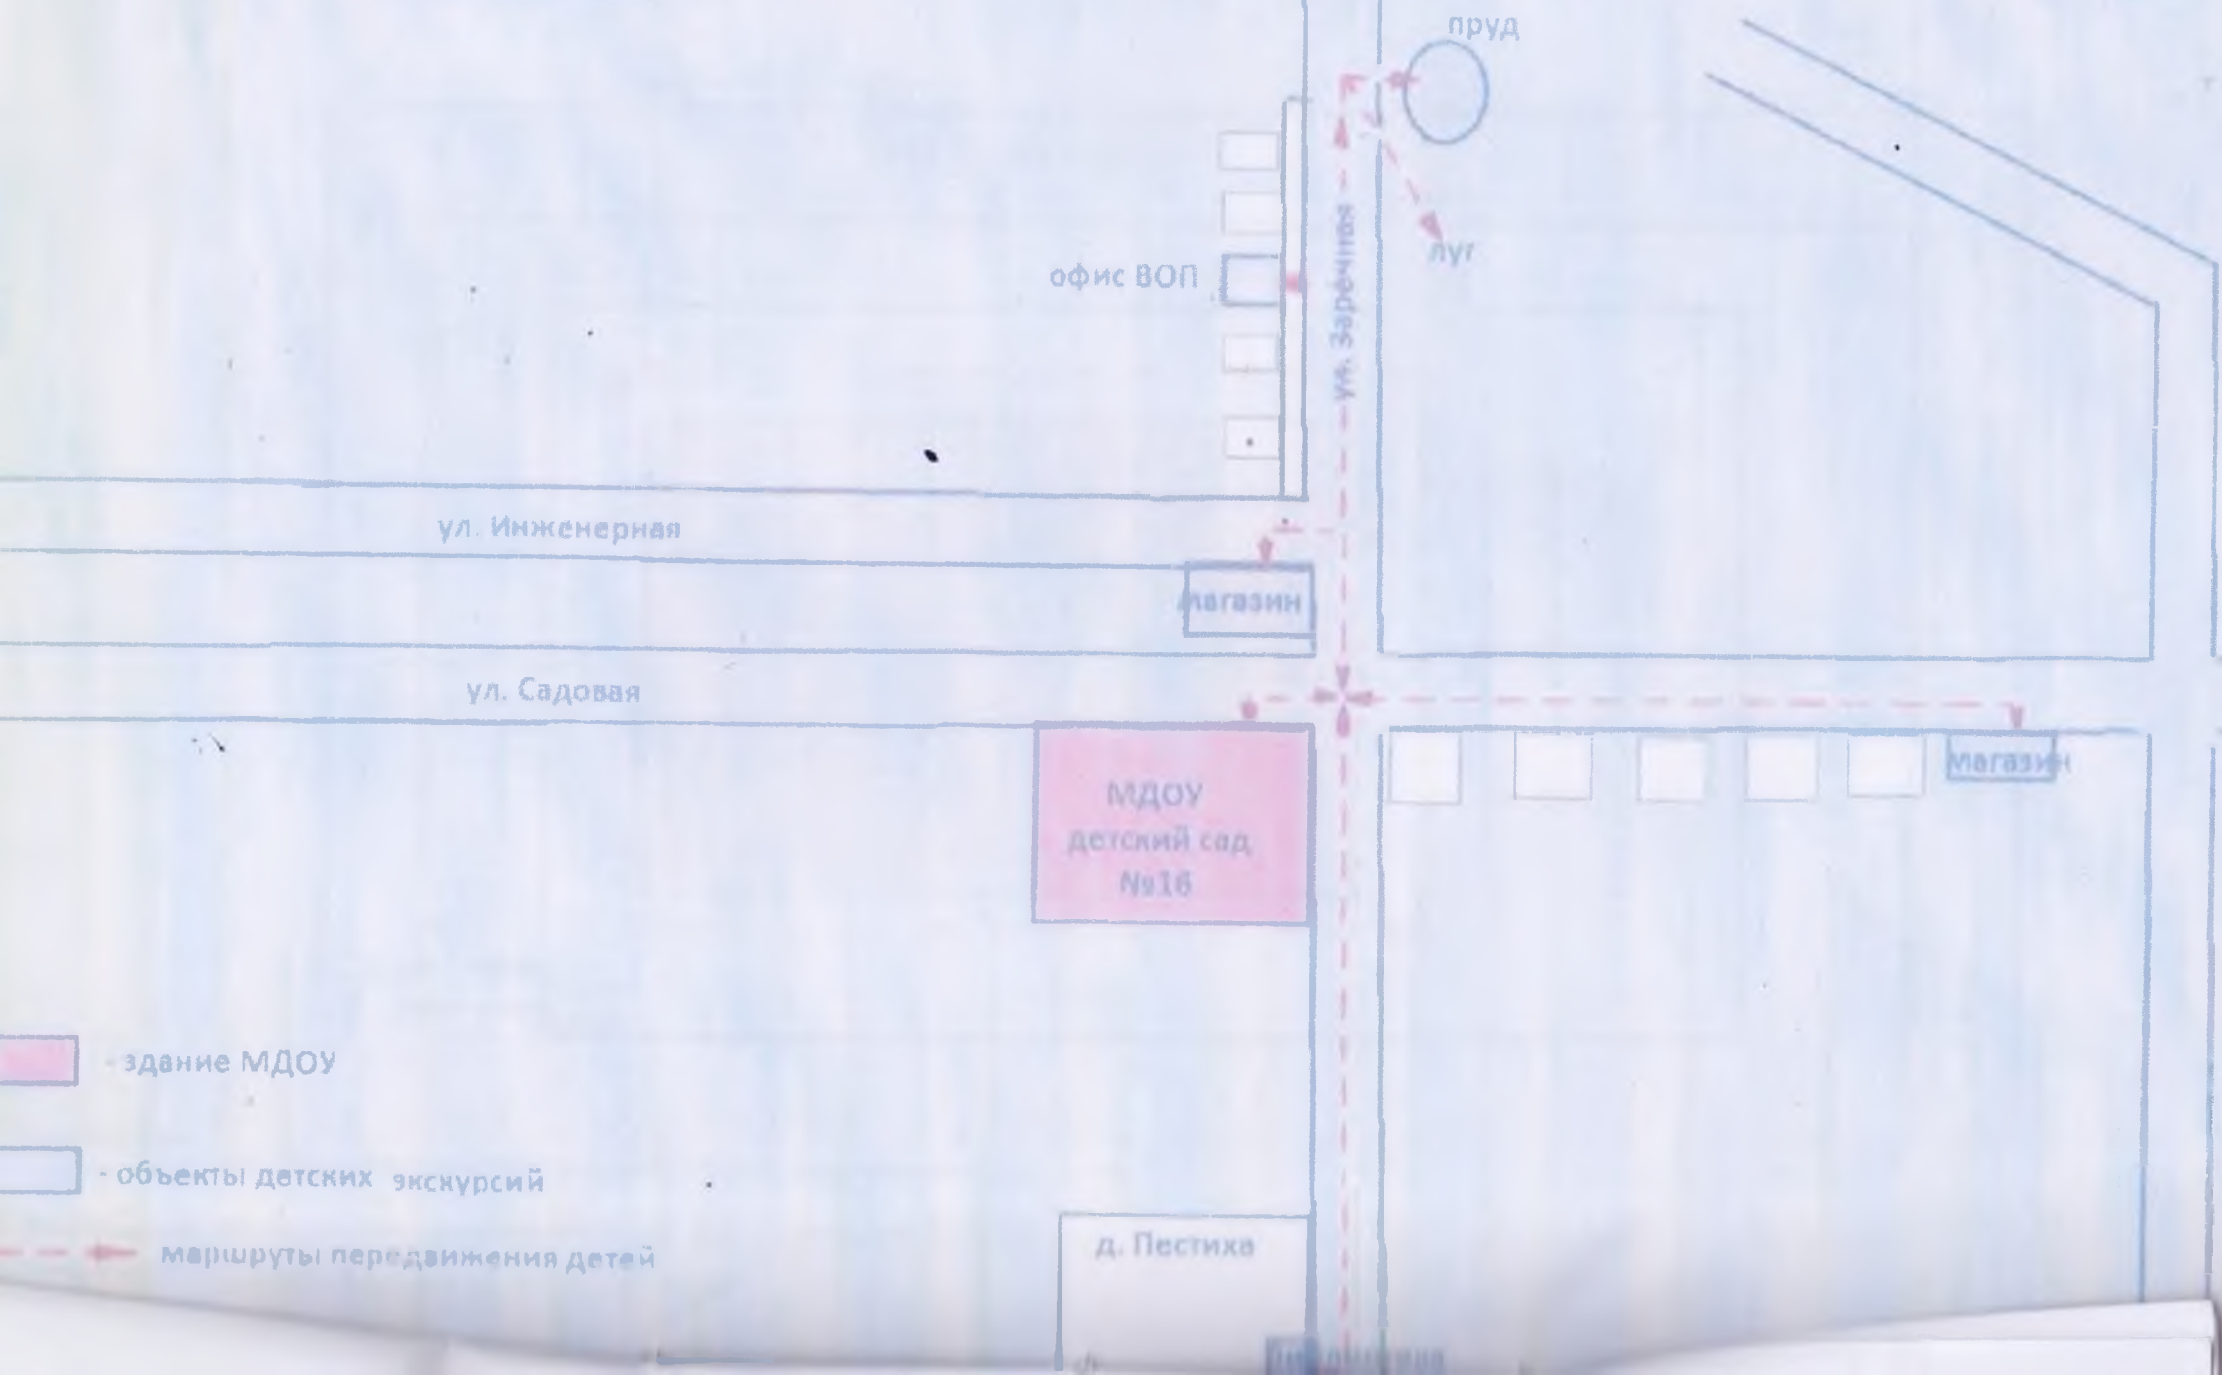 пруд
луг
офис ВОП
ул. Заречная
ул. Инженерная
магазин
ул. Садовая
магазин
МДОУ
детский сад
№16
- здание МДОУ
- объекты детских экскурсий
маршруты передвижения детей
д. Пестиха